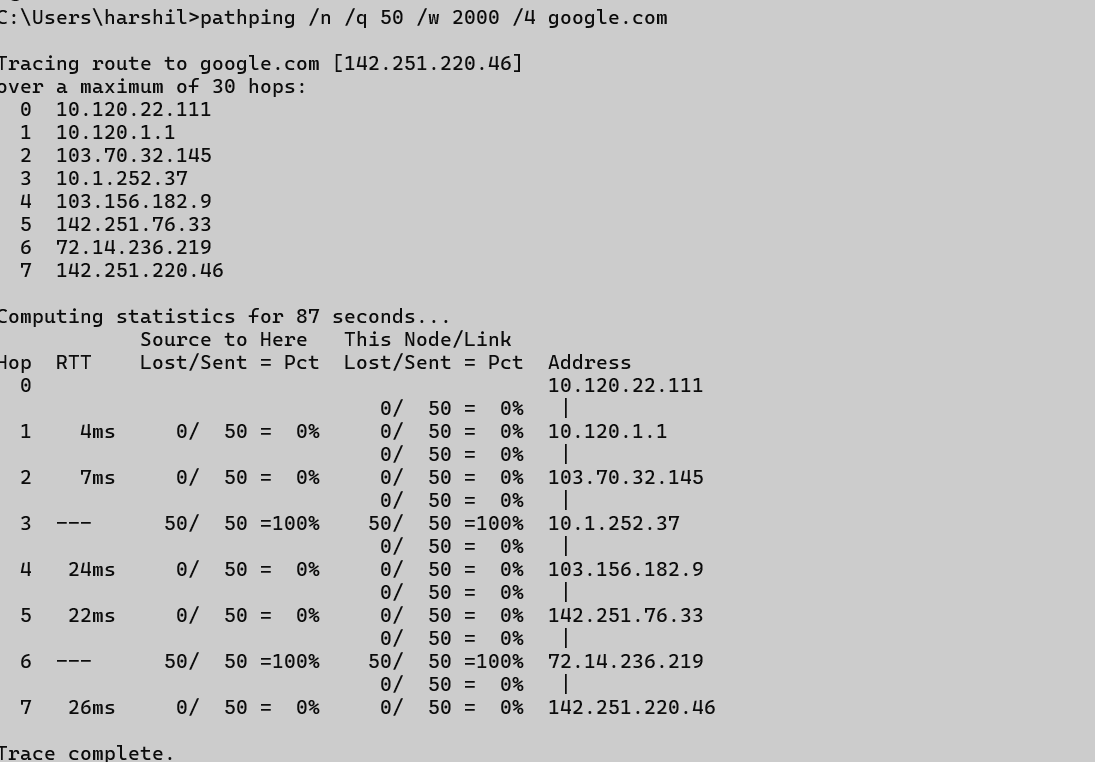 C:\Users\harshil>pathping /n /q 50 /w 2000 /4 google.com
Tracing route to google.com [142.251.220.46]
over a maximum of 30 hops:
  0  10.120.22.111
  1  10.120.1.1
  2  103.70.32.145
  3  10.1.252.37
  4  103.156.182.9
  5  142.251.76.33
  6  72.14.236.219
  7  142.251.220.46
Computing statistics for 87 seconds...
            Source to Here   This Node/Link
Hop  RTT    Lost/Sent = Pct  Lost/Sent = Pct  Address
  0                                           10.120.22.111
                                0/  50 =  0%   |
  1    4ms     0/  50 =  0%     0/  50 =  0%  10.120.1.1
                                0/  50 =  0%   |
  2    7ms     0/  50 =  0%     0/  50 =  0%  103.70.32.145
                                0/  50 =  0%   |
  3  ---      50/  50 =100%    50/  50 =100%  10.1.252.37
                                0/  50 =  0%   |
  4   24ms     0/  50 =  0%     0/  50 =  0%  103.156.182.9
                                0/  50 =  0%   |
  5   22ms     0/  50 =  0%     0/  50 =  0%  142.251.76.33
                                0/  50 =  0%   |
  6  ---      50/  50 =100%    50/  50 =100%  72.14.236.219
                                0/  50 =  0%   |
  7   26ms     0/  50 =  0%     0/  50 =  0%  142.251.220.46
Trace complete.